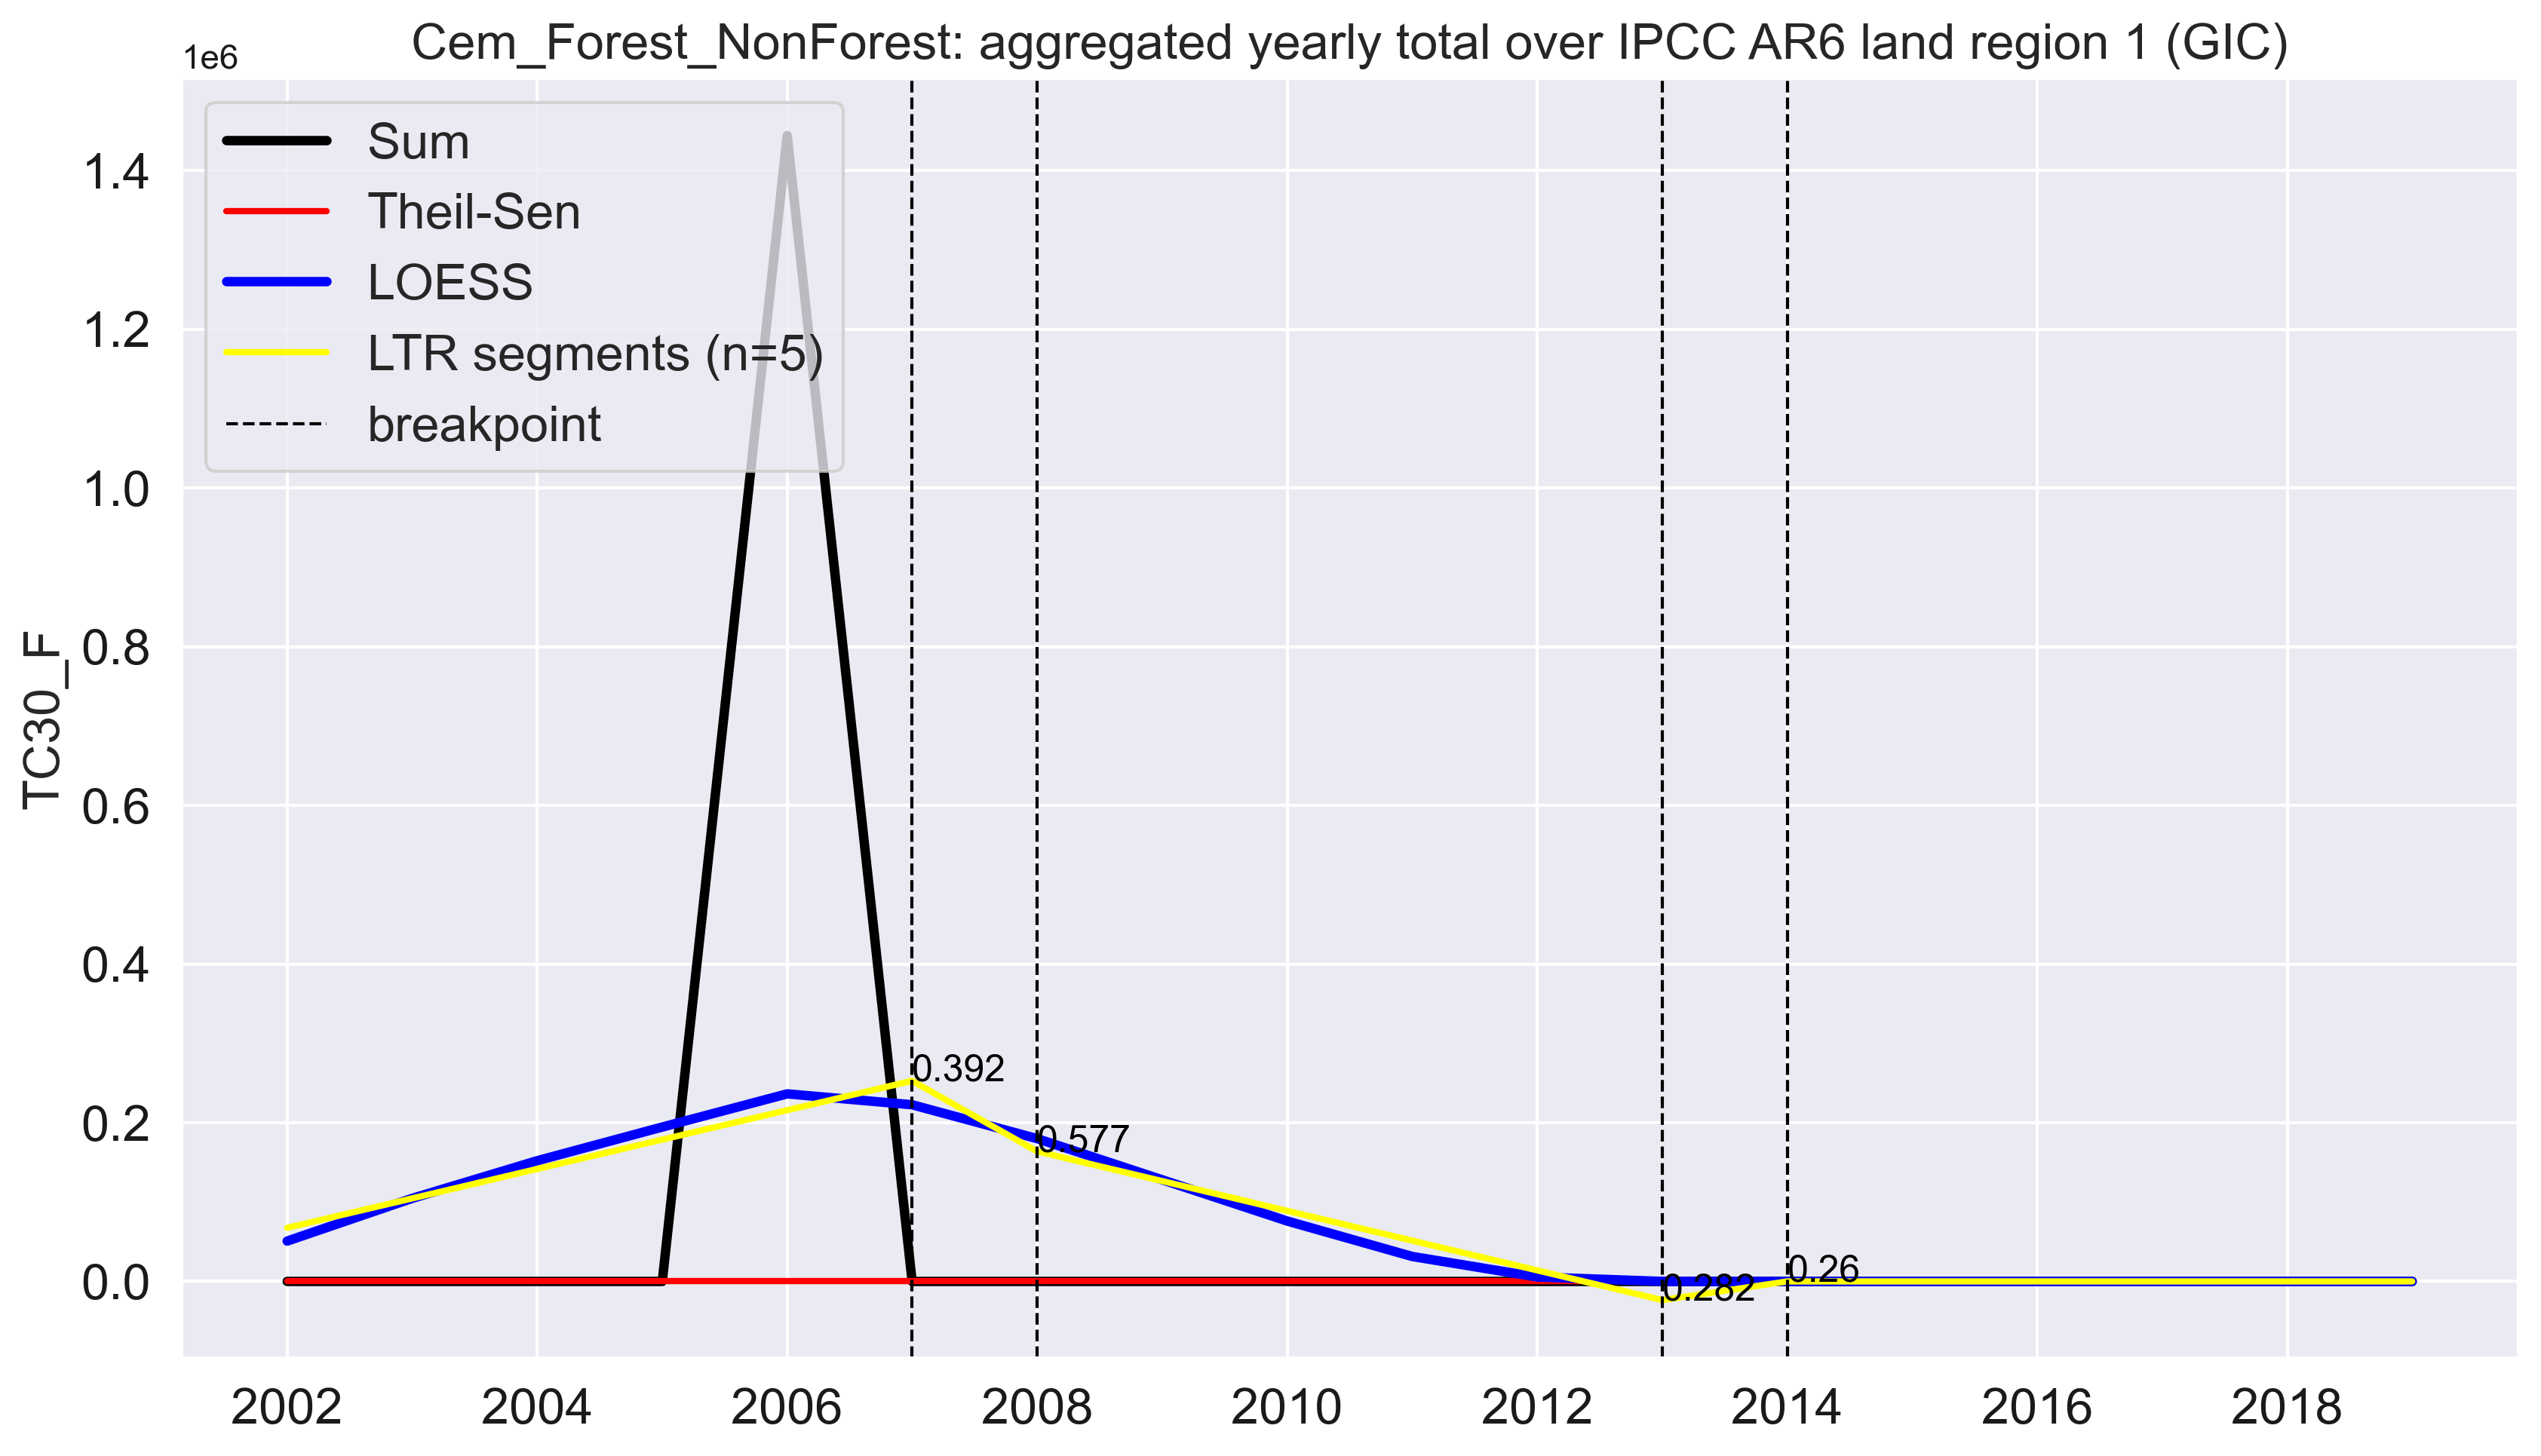 Cem_Forest_NonForest: aggregated yearly total over IPCC AR6 land region 1 (GIC)
1e6
Sum
Theil-Sen
LOESS
LTR segments (n=5)
breakpoint
TC30_F
1.4
1.2
1.0
0.8
0.6
0.4
0.2
0.0
0.392
0.577
0.282
0.26
2002 2004 2006 2008 2010 2012 2014 2016 2018